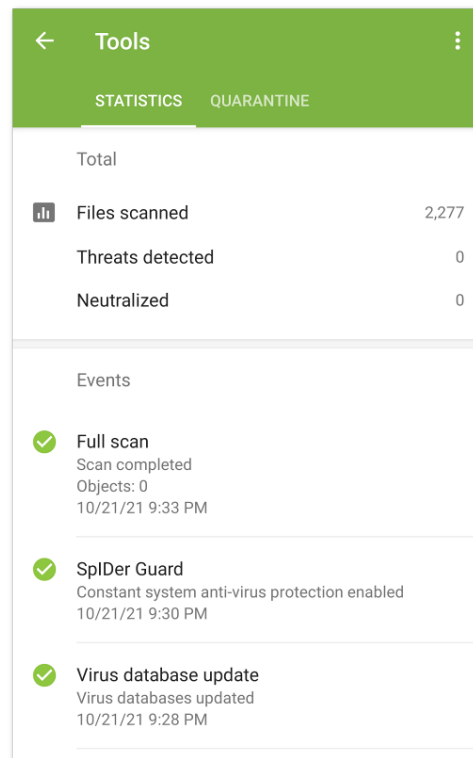 Tools
STATISTICS QUARANTINE
Total
Files scanned 2,277
Threats detected 0
Neutralized 0
Events
Full scan
Scan completed
Objects: 0
10/21/21 9:33 PM
SpIDer Guard
Constant system anti-virus protection enabled
10/21/21 9:30 PM
Virus database update
Virus databases updated
10/21/21 9:28 PM